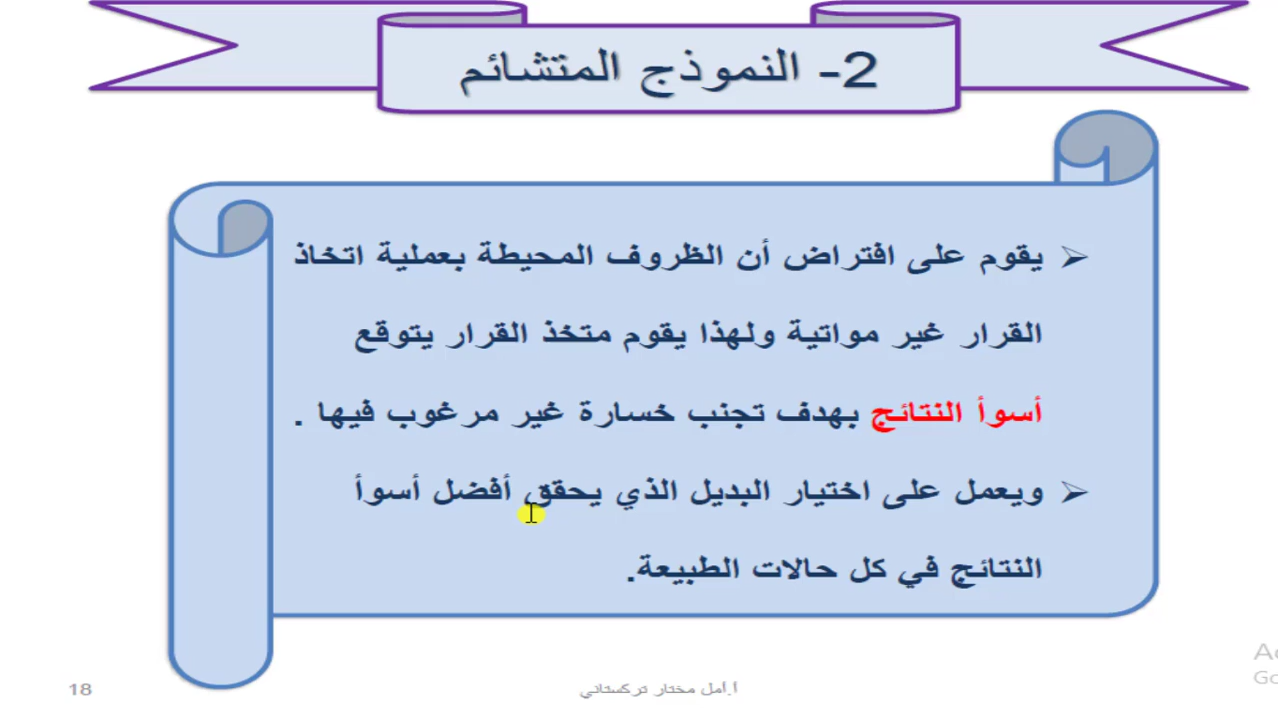 2- النموذج المتشائم
يقوم على افتراض أن الظروف المحيطة بعملية اتخاذ
القرار غير مواتية ولهذا يقوم متخذ القرار يتوقع
أسوأ النتائج بهدف تجنب خسارة غير مرغوب فيها .
ويعمل على اختيار البديل الذي يحقق أفضل أسوأ
النتائج في كل حالات الطبيعة.
أ.أمل مختار تركستاني
18